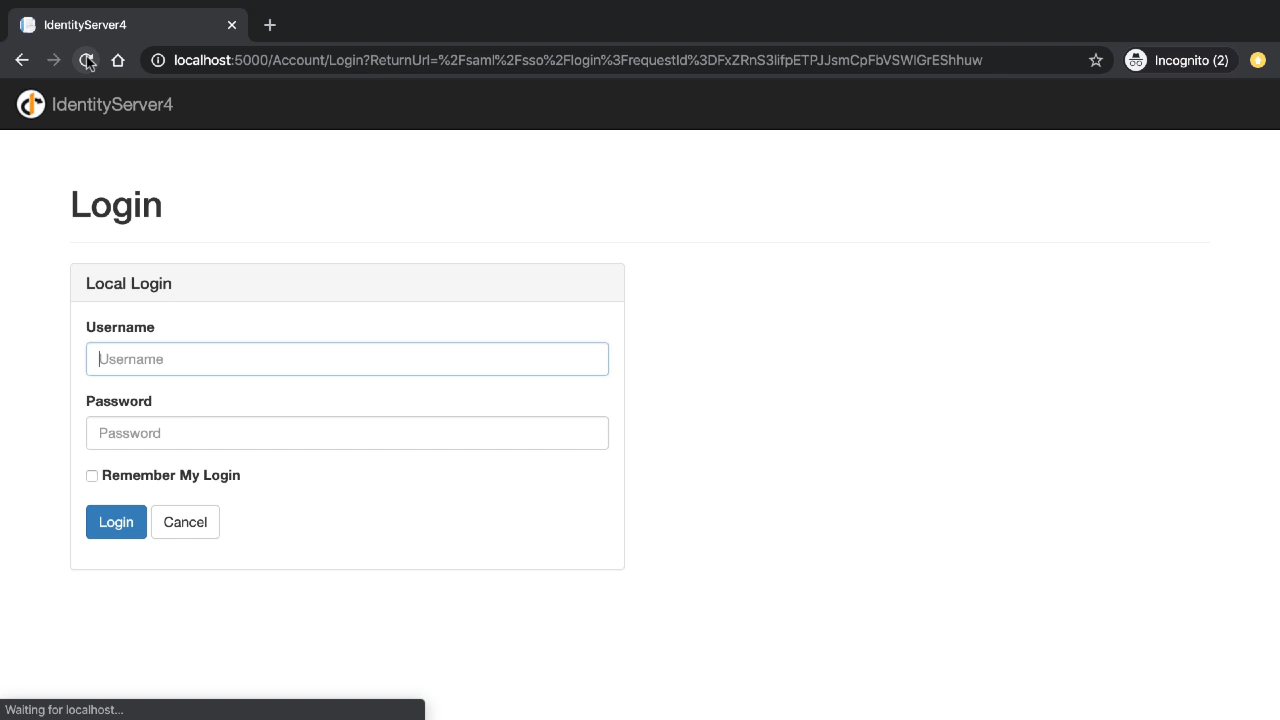 IdentityServer4
localhost:5000/Account/Login?ReturnUrl=%2Fsaml%2Fsso%2Flogin%3FrequestId%3DFxZRnS3lifpETPJJsmCpFbVSWIGrEShhuw
Incognito (2)
IdentityServer4
Login
Local Login
Username
Username
Password
Password
Remember My Login
Login Cancel
Waiting for localhost...